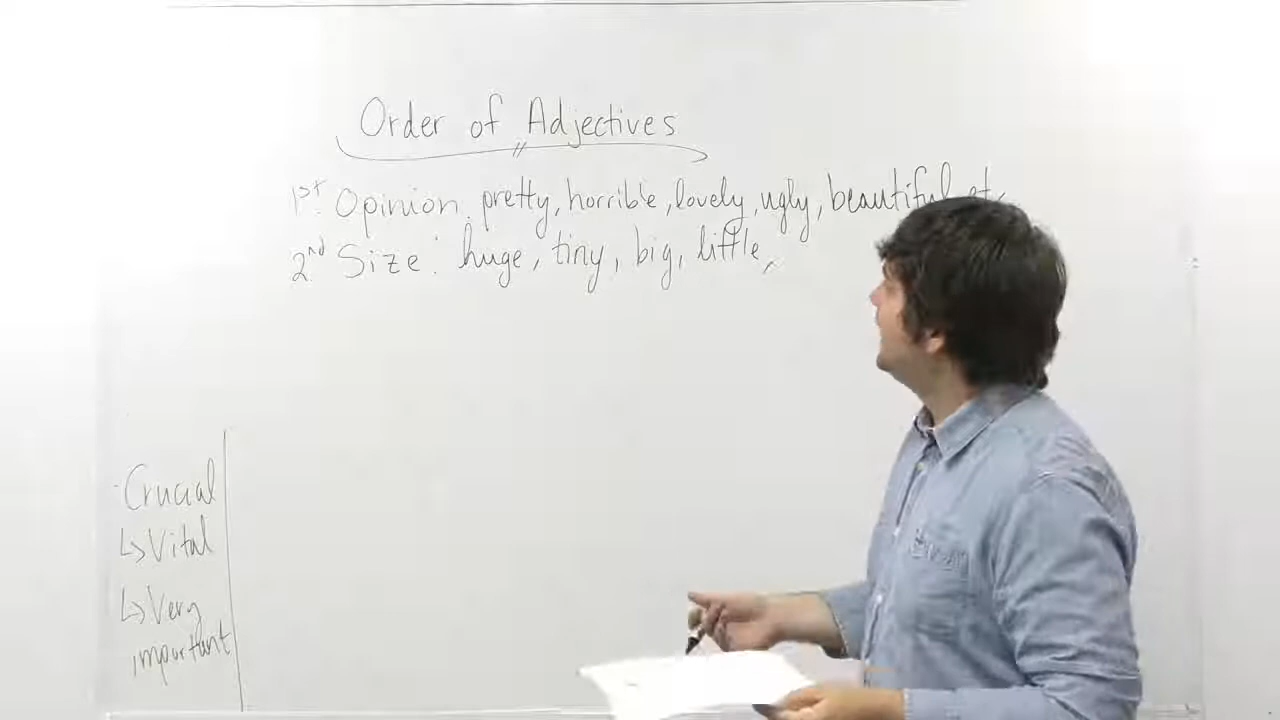 Order of Adjectives
1st Opinion: pretty, horrible, lovely, ugly, beautiful, etc
2nd Size: huge, tiny, big, little,
Crucial
↳ Vital
↳ Very
important